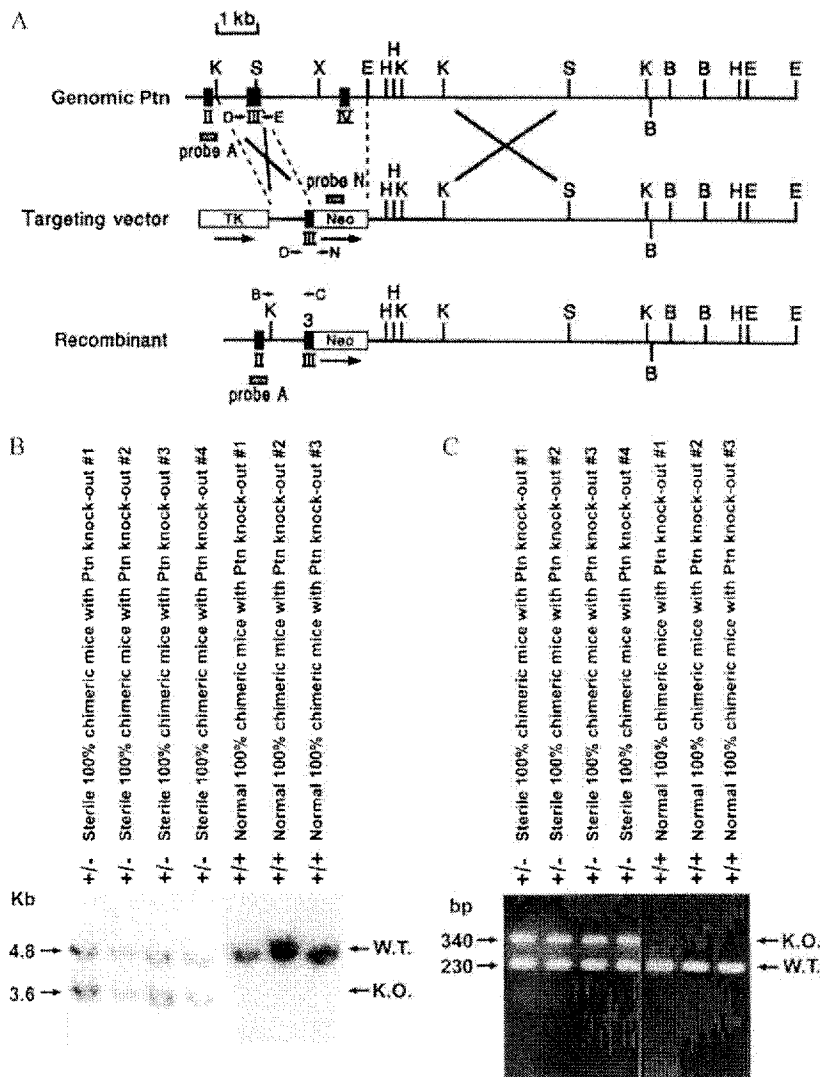 A
1 kb
H
K S X E H H K K S K B B H E E
Genomic Ptn
II D III E IV
B
probe A
probe N
H
H H K K S K B B H E E
Targeting vector
TK
Neo
III
D N
B
B C
H
K 3 H H K K S K B B H E E
Recombinant
II III Neo
B
probe A
B
+/- Sterile 100% chimeric mice with Ptn knock-out #1
+/- Sterile 100% chimeric mice with Ptn knock-out #2
+/- Sterile 100% chimeric mice with Ptn knock-out #3
+/- Sterile 100% chimeric mice with Ptn knock-out #4
+/+ Normal 100% chimeric mice with Ptn knock-out #1
+/+ Normal 100% chimeric mice with Ptn knock-out #2
+/+ Normal 100% chimeric mice with Ptn knock-out #3
Kb
4.8
W.T.
3.6
K.O.
C
+/- Sterile 100% chimeric mice with Ptn knock-out #1
+/- Sterile 100% chimeric mice with Ptn knock-out #2
+/- Sterile 100% chimeric mice with Ptn knock-out #3
+/- Sterile 100% chimeric mice with Ptn knock-out #4
+/+ Normal 100% chimeric mice with Ptn knock-out #1
+/+ Normal 100% chimeric mice with Ptn knock-out #2
+/+ Normal 100% chimeric mice with Ptn knock-out #3
bp
340
K.O.
230
W.T.